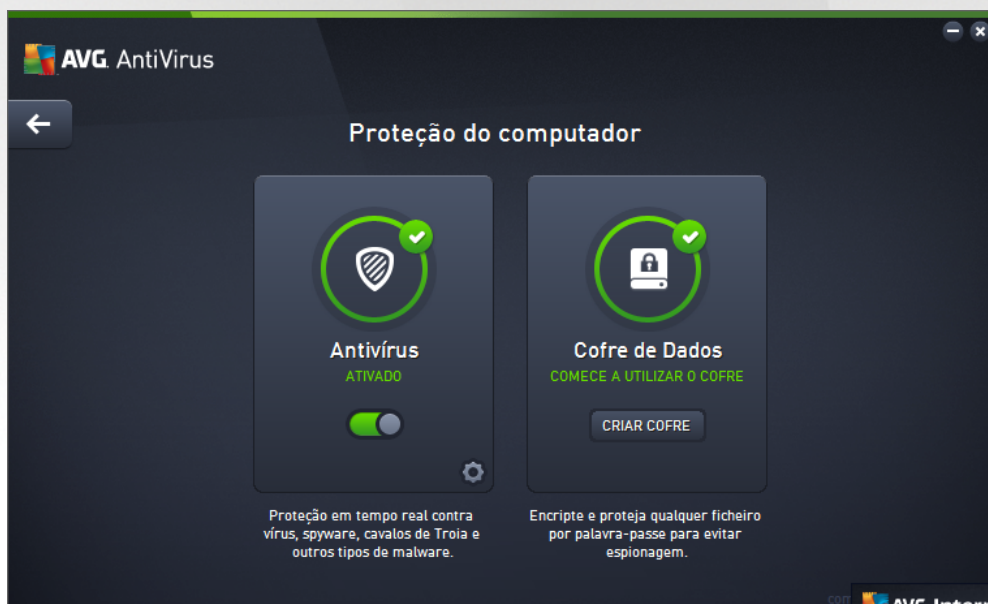 AVG AntiVirus
Proteção do computador
Antivírus
ATIVADO
Proteção em tempo real contra
vírus, spyware, cavalos de Troia e
outros tipos de malware.
Cofre de Dados
COMECE A UTILIZAR O COFRE
CRIAR COFRE
Encripte e proteja qualquer ficheiro
por palavra-passe para evitar
espionagem.
AVG